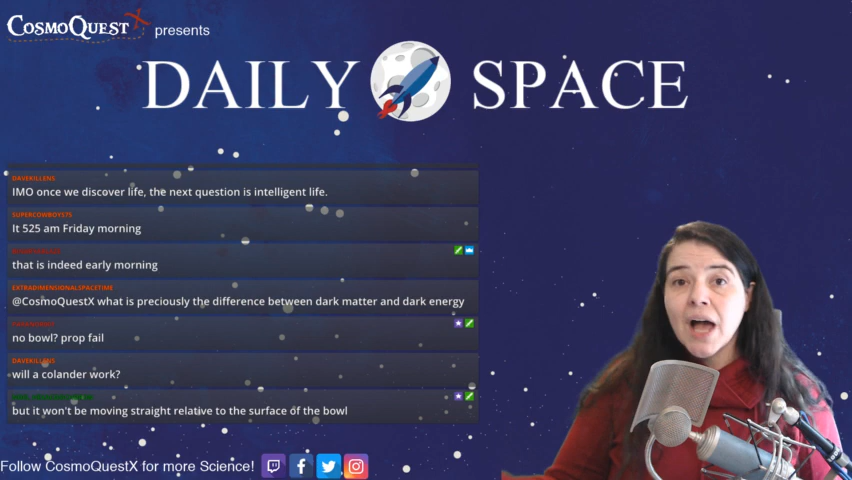 COSMOQUESTX presents
DAILY SPACE
DAVEKILLENS
IMO once we discover life, the next question is intelligent life.
SUPERCOWBOYS75
It 525 am Friday morning
that is indeed early morning
EXTRADIMENSIONALSPACETIME
@CosmoQuestX what is preciously the difference between dark matter and dark energy
no bowl? prop fail
DAVEKILLENS
will a colander work?
but it won't be moving straight relative to the surface of the bowl
Follow CosmoQuestX for more Science!